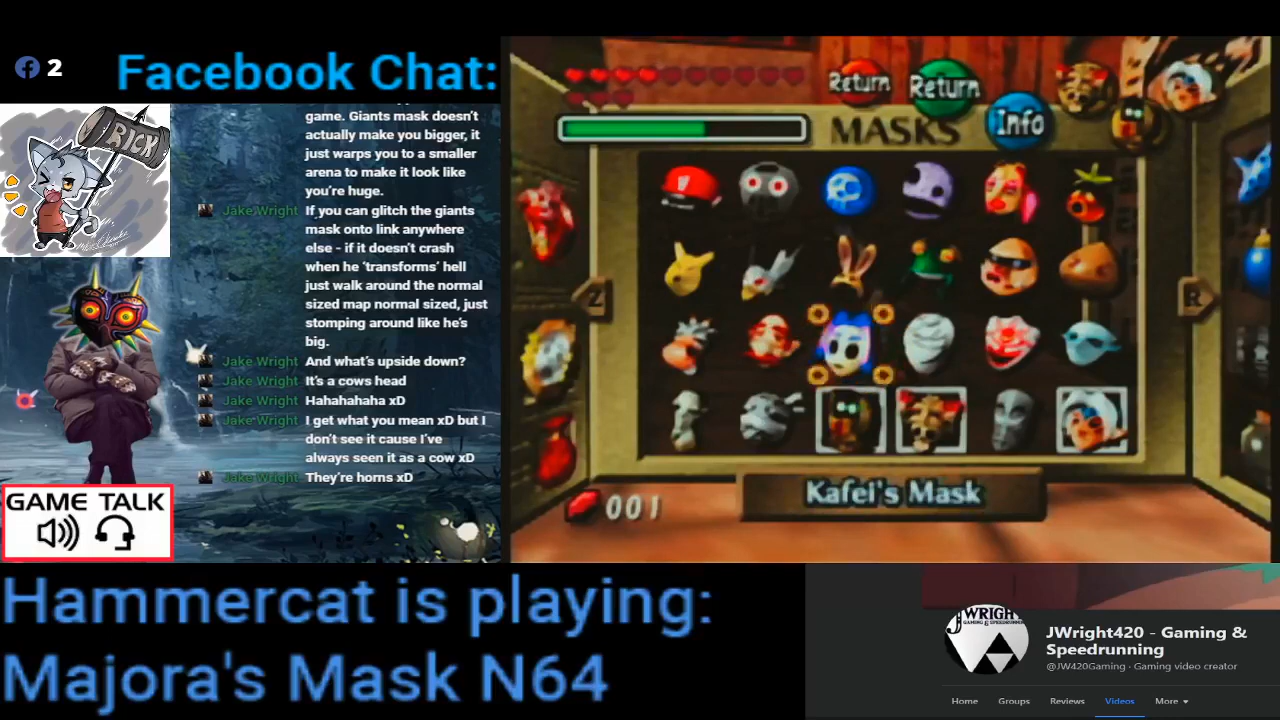 2
Facebook Chat:
RICK
game. Giants mask doesn't
actually make you bigger, it
just warps you to a smaller
arena to make it look like
you're huge.
Jake Wright If you can glitch the giants
mask onto link anywhere
else - if it doesn't crash
when he 'transforms' hell
just walk around the normal
sized map normal sized, just
stomping around like he's
big.
Jake Wright And what's upside down?
Jake Wright It's a cows head
Jake Wright Hahahahaha xD
Jake Wright I get what you mean xD but I
don't see it cause I've
always seen it as a cow xD
Jake Wright They're horns xD
GAME TALK
Return
Return
Info
MASKS
Z
R
Kafei's Mask
001
Hammercat is playing:
Majora's Mask N64
JWRIGHT
GAMING & SPEEDRUNNING
JWright420 - Gaming &
Speedrunning
@JW420Gaming · Gaming video creator
Home Groups Reviews Videos More